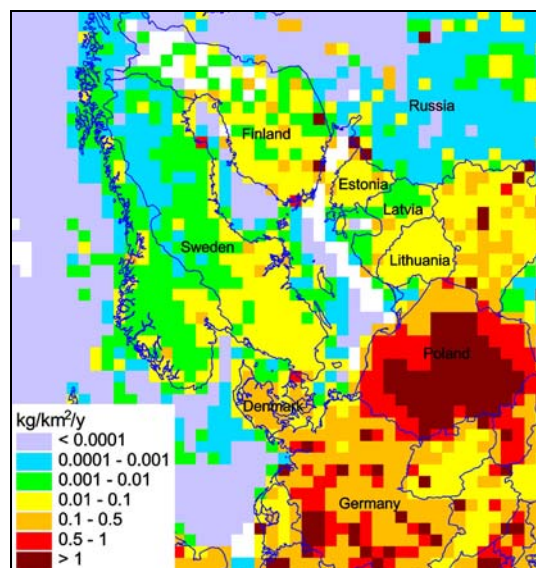 Russia
Finland
Estonia
Latvia
Sweden
Lithuania
Poland
Denmark
Germany
kg/km²/y
< 0.0001
0.0001 - 0.001
0.001 - 0.01
0.01 - 0.1
0.1 - 0.5
0.5 - 1
> 1